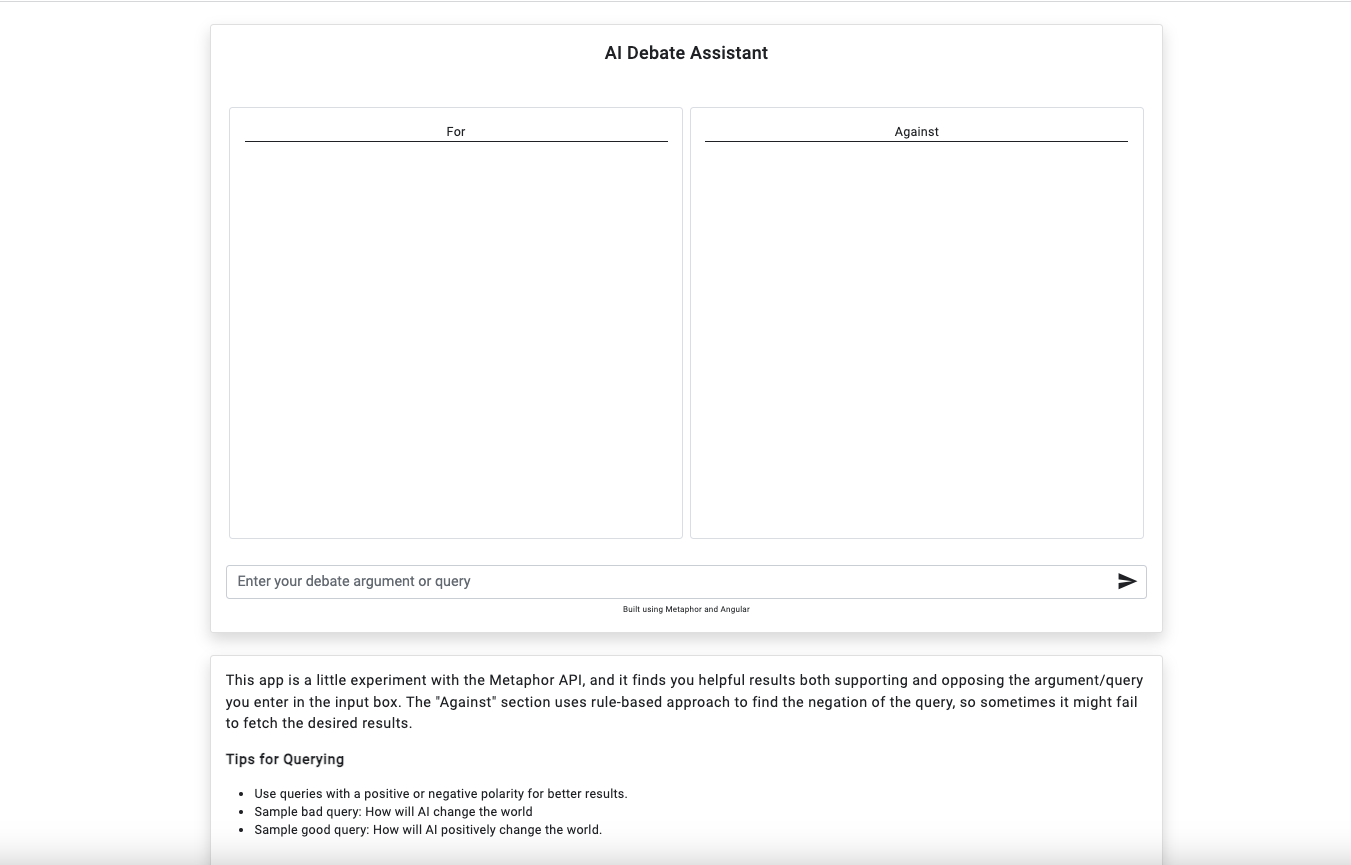 AI Debate Assistant
For
Against
Enter your debate argument or query
Built using Metaphor and Angular
This app is a little experiment with the Metaphor API, and it finds you helpful results both supporting and opposing the argument/query
you enter in the input box. The "Against" section uses rule-based approach to find the negation of the query, so sometimes it might fail
to fetch the desired results.
Tips for Querying
Use queries with a positive or negative polarity for better results.
Sample bad query: How will AI change the world
Sample good query: How will AI positively change the world.